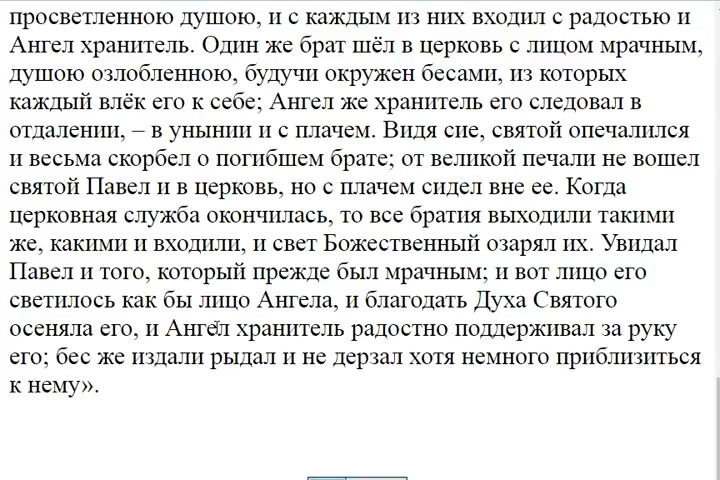 просветленною душою, и с каждым из них входил с радостью и
Ангел хранитель. Один же брат шёл в церковь с лицом мрачным,
душою озлобленною, будучи окружен бесами, из которых
каждый влёк его к себе; Ангел же хранитель его следовал в
отдалении, – в унынии и с плачем. Видя сие, святой опечалился
и весьма скорбел о погибшем брате; от великой печали не вошел
святой Павел и в церковь, но с плачем сидел вне ее. Когда
церковная служба окончилась, то все братия выходили такими
же, какими и входили, и свет Божественный озарял их. Увидал
Павел и того, который прежде был мрачным; и вот лицо его
светилось как бы лицо Ангела, и благодать Духа Святого
осеняла его, и Ангел хранитель радостно поддерживал за руку
его; бес же издали рыдал и не дерзал хотя немного приблизиться
к нему».